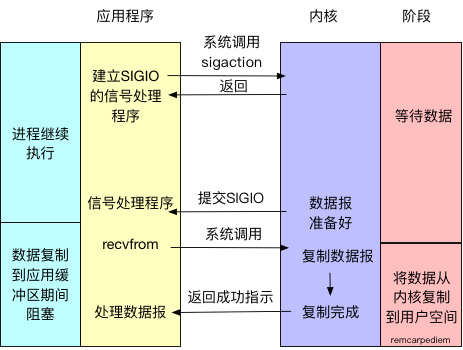 应用程序
内核
阶段
系统调用
sigaction
建立SIGIO
的信号处理
程序
返回
等待数据
进程继续
执行
信号处理程序
提交SIGIO
数据报
准备好
recvfrom
系统调用
复制数据报
数据复制
到应用缓
冲区期间
阻塞
将数据从
内核复制
到用户空间
处理数据报
返回成功指示
复制完成
remcarpediem